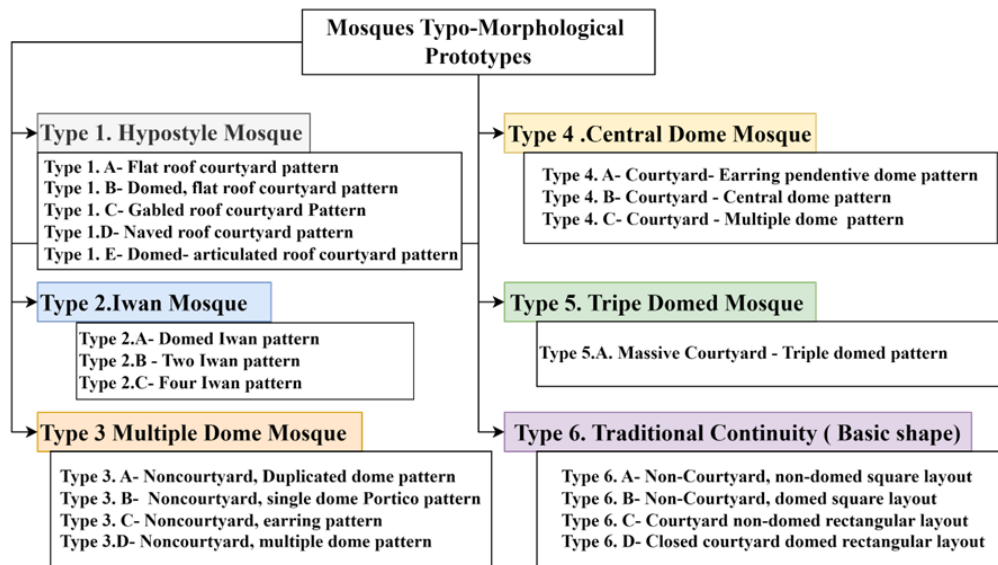 Mosques Typo-Morphological
Prototypes
Type 1. Hypostyle Mosque
Type 1. A- Flat roof courtyard pattern
Type 1. B- Domed, flat roof courtyard pattern
Type 1. C- Gabled roof courtyard Pattern
Type 1.D- Naved roof courtyard pattern
Type 1. E- Domed- articulated roof courtyard pattern
Type 2.Iwan Mosque
Type 2.A- Domed Iwan pattern
Type 2.B - Two Iwan pattern
Type 2.C- Four Iwan pattern
Type 3 Multiple Dome Mosque
Type 3. A- Noncourtyard, Duplicated dome pattern
Type 3. B- Noncourtyard, single dome Portico pattern
Type 3. C- Noncourtyard, earring pattern
Type 3.D- Noncourtyard, multiple dome pattern
Type 4 .Central Dome Mosque
Type 4. A- Courtyard- Earring pendentive dome pattern
Type 4. B- Courtyard - Central dome pattern
Type 4. C- Courtyard - Multiple dome pattern
Type 5. Tripe Domed Mosque
Type 5.A. Massive Courtyard - Triple domed pattern
Type 6. Traditional Continuity ( Basic shape)
Type 6. A- Non-Courtyard, non-domed square layout
Type 6. B- Non-Courtyard, domed square layout
Type 6. C- Courtyard non-domed rectangular layout
Type 6. D- Closed courtyard domed rectangular layout